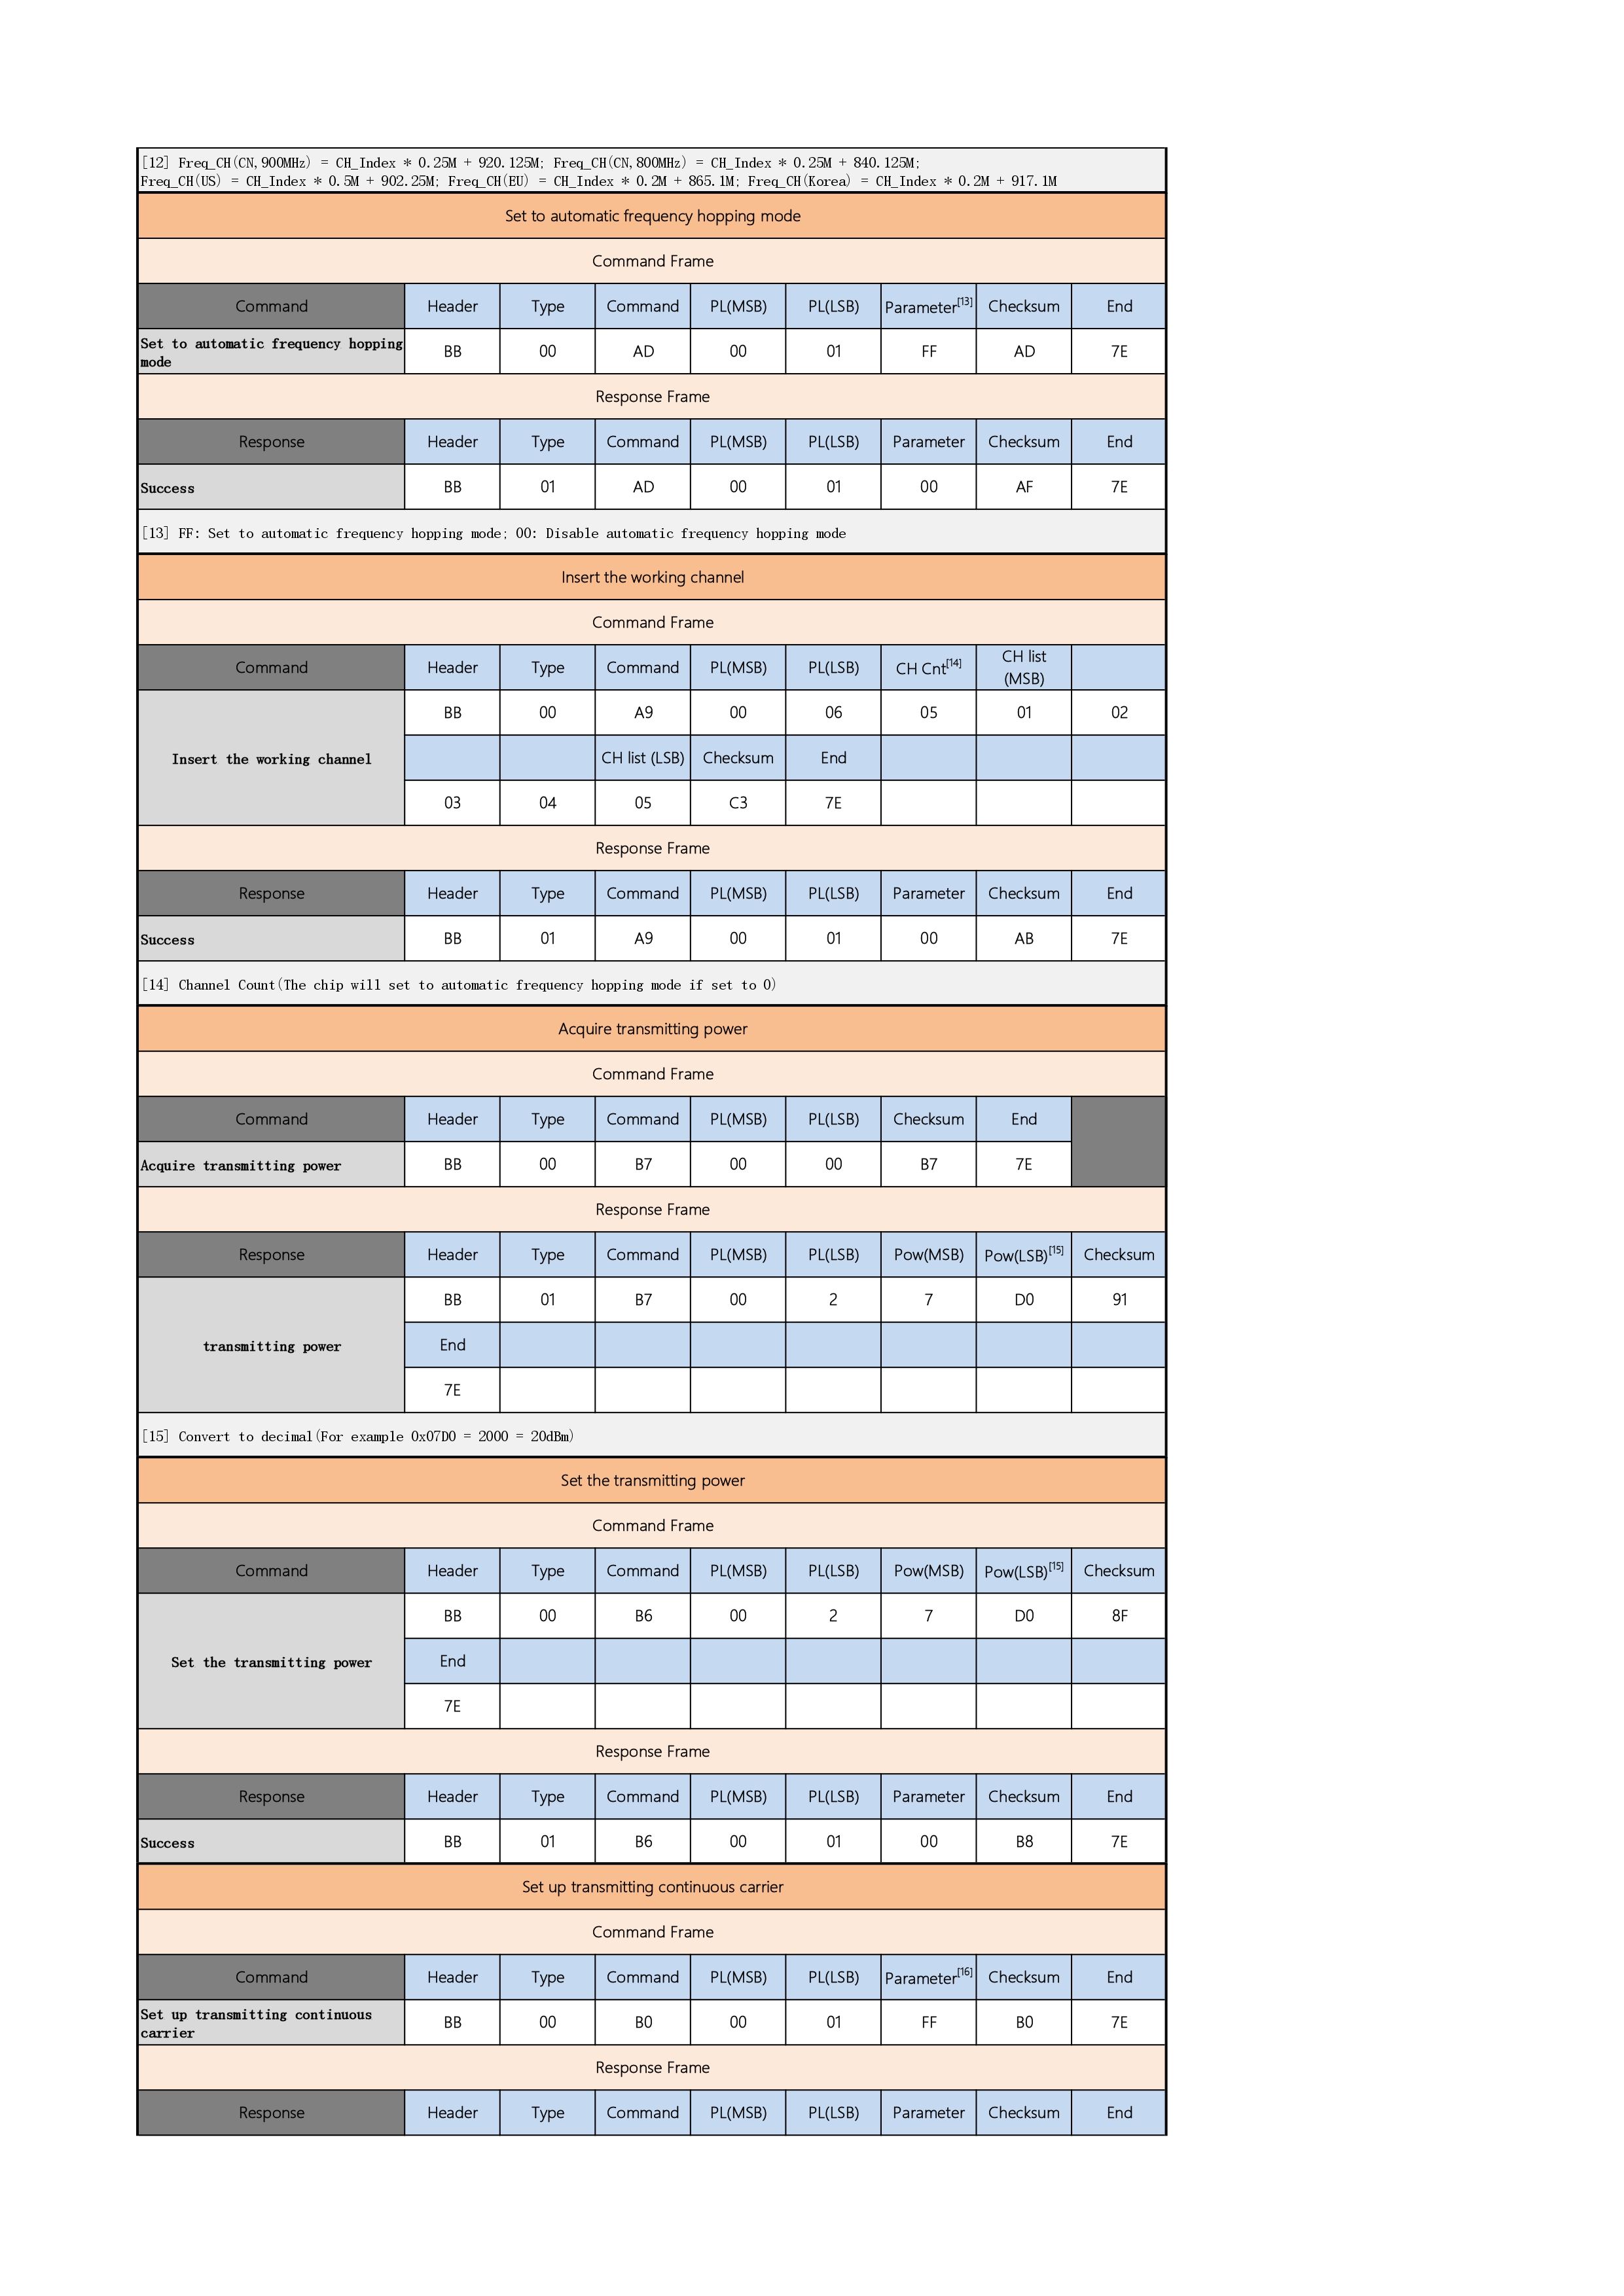 [12] Freq_CH(CN,900MHz) = CH_Index * 0.25M + 920.125M; Freq_CH(CN,800MHz) = CH_Index * 0.25M + 840.125M;
Freq_CH(US) = CH_Index * 0.5M + 902.25M; Freq_CH(EU) = CH_Index * 0.2M + 865.1M; Freq_CH(Korea) = CH_Index * 0.2M + 917.1M
Set to automatic frequency hopping mode
Command Frame
Command Header Type Command PL(MSB) PL(LSB) Parameter[13] Checksum End
Set to automatic frequency hopping mode BB 00 AD 00 01 FF AD 7E
Response Frame
Response Header Type Command PL(MSB) PL(LSB) Parameter Checksum End
Success BB 01 AD 00 01 00 AF 7E
[13] FF: Set to automatic frequency hopping mode; 00: Disable automatic frequency hopping mode
Insert the working channel
Command Frame
Command Header Type Command PL(MSB) PL(LSB) CH Cnt[14] CH list (MSB)
Insert the working channel
BB 00 A9 00 06 05 01 02
CH list (LSB) Checksum End
03 04 05 C3 7E
Response Frame
Response Header Type Command PL(MSB) PL(LSB) Parameter Checksum End
Success BB 01 A9 00 01 00 AB 7E
[14] Channel Count(The chip will set to automatic frequency hopping mode if set to 0)
Acquire transmitting power
Command Frame
Command Header Type Command PL(MSB) PL(LSB) Checksum End
Acquire transmitting power BB 00 B7 00 00 B7 7E
Response Frame
Response Header Type Command PL(MSB) PL(LSB) Pow(MSB) Pow(LSB)[15] Checksum
transmitting power
BB 01 B7 00 2 7 D0 91
End
7E
[15] Convert to decimal(For example 0x07D0 = 2000 = 20dBm)
Set the transmitting power
Command Frame
Command Header Type Command PL(MSB) PL(LSB) Pow(MSB) Pow(LSB)[15] Checksum
Set the transmitting power
BB 00 B6 00 2 7 D0 8F
End
7E
Response Frame
Response Header Type Command PL(MSB) PL(LSB) Parameter Checksum End
Success BB 01 B6 00 01 00 B8 7E
Set up transmitting continuous carrier
Command Frame
Command Header Type Command PL(MSB) PL(LSB) Parameter[16] Checksum End
Set up transmitting continuous carrier BB 00 B0 00 01 FF B0 7E
Response Frame
Response Header Type Command PL(MSB) PL(LSB) Parameter Checksum End